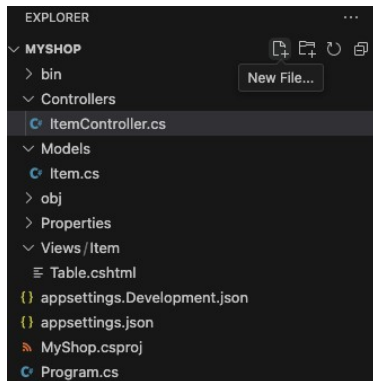 EXPLORER
MYSHOP
New File...
bin
Controllers
C# ItemController.cs
Models
C# Item.cs
obj
Properties
Views/Item
Table.cshtml
{} appsettings.Development.json
{} appsettings.json
MyShop.csproj
C# Program.cs